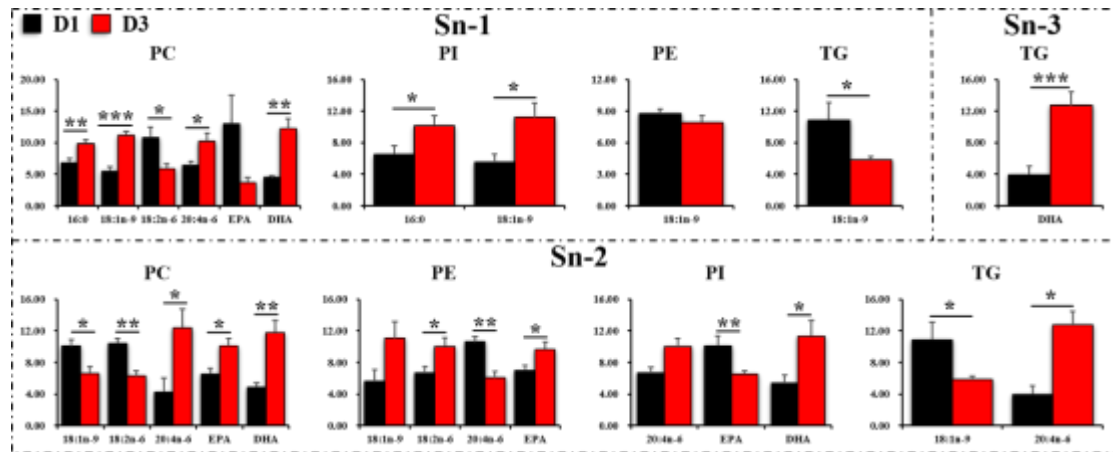 D1 D3 Sn-1 Sn-3
PC PI PE TG TG
20.00 16.00 12.00 16.00 16.00
** *** * * ** * * * ***
15.00 12.00 9.00 12.00 12.00
10.00 8.00 6.00 8.00 8.00
5.00 4.00 3.00 4.00 4.00
0.00 0.00 0.00 0.00 0.00
16:0 18:1n-9 18:2n-6 20:4n-6 EPA DHA 16:0 18:1n-9 18:1n-9 18:1n-9 DHA
Sn-2
PC PE PI TG
16.00 16.00 16.00 16.00
* ** * * ** * ** * ** * * *
12.00 12.00 12.00 12.00
8.00 8.00 8.00 8.00
4.00 4.00 4.00 4.00
0.00 0.00 0.00 0.00
18:1n-9 18:2n-6 20:4n-6 EPA DHA 18:1n-9 18:2n-6 20:4n-6 EPA 20:4n-6 EPA DHA 18:1n-9 20:4n-6